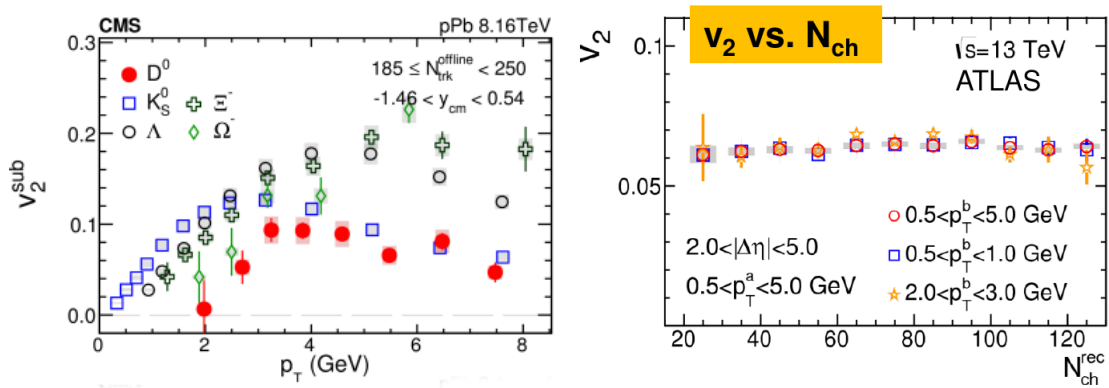 CMS pPb 8.16TeV
v₂^sub
0.3
0.2
0.1
0.0
D⁰
K⁰_S Ξ⁻
Λ Ω⁻
185 ≤ N_trk^offline < 250
-1.46 < y_cm < 0.54
0 2 4 6 8
p_T (GeV)
v₂
0.1
0.05
v₂ vs. N_ch
√s=13 TeV
ATLAS
2.0<|Δη|<5.0
0.5<p_T^a<5.0 GeV
0.5<p_T^b<5.0 GeV
0.5<p_T^b<1.0 GeV
2.0<p_T^b<3.0 GeV
20 40 60 80 100 120
N_ch^rec